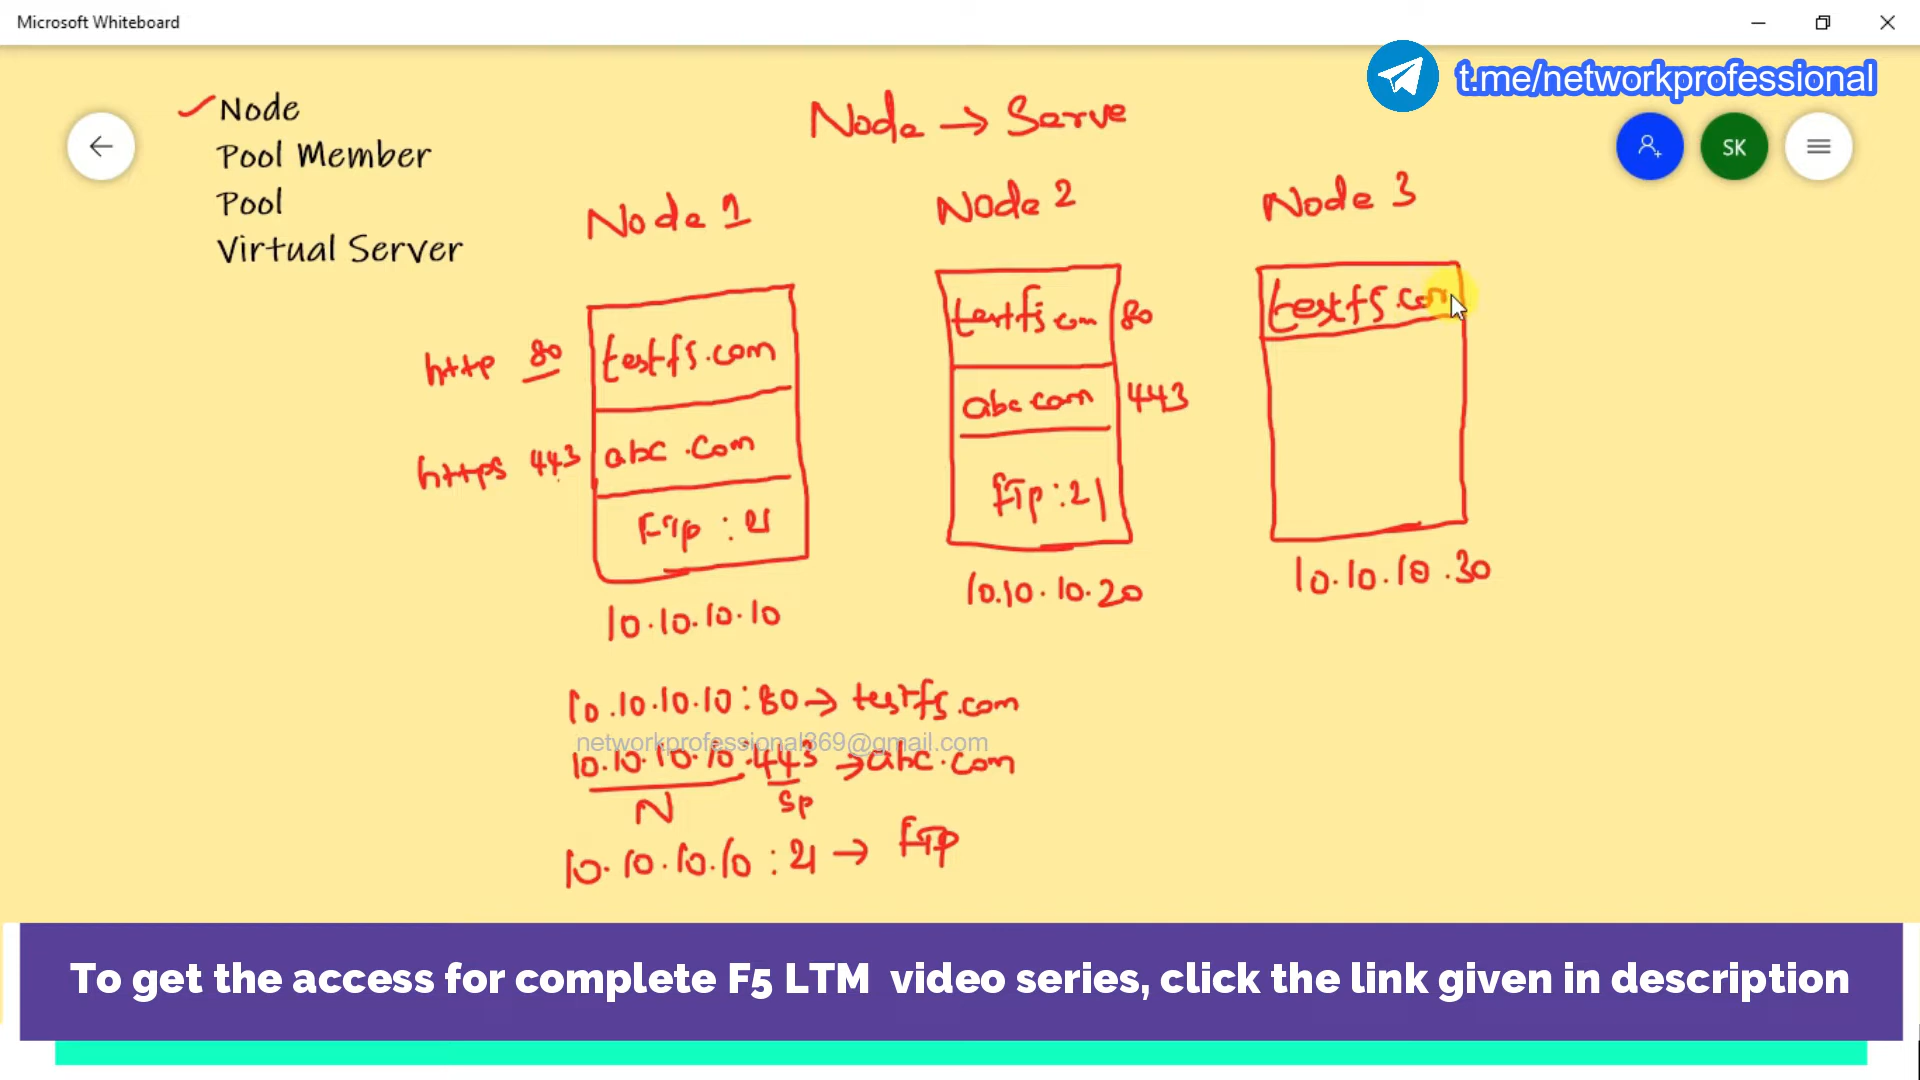 Microsoft Whiteboard
t.me/networkprofessional
Node
Pool Member
Pool
Virtual Server
Node → Serve
SK
Node 1
Node 2
Node 3
http 80
testf5.com
https 443
abc.com
FTP : 21
10.10.10.10
testf5.com 80
abc.com 443
FTP : 21
10.10.10.20
testf5.com
10.10.10.30
10.10.10.10:80 → testf5.com
networkprofessional369@gmail.com
10.10.10.10:443 → abc.com
N SP
10.10.10.10 : 21 → FTP
To get the access for complete F5 LTM video series, click the link given in description